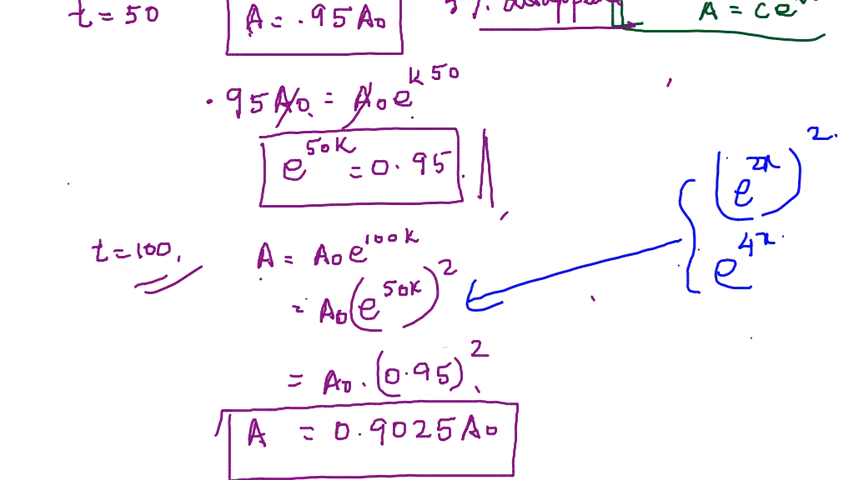 t = 50
A = .95A₀
5%
A = ce
.95A₀ = A₀e^{k50}
e^{50k} = 0.95.
(e^{2x})^2.
e^{4x}
t=100, A = A₀e^{100k}
= A₀(e^{50k})^2
= A₀.(0.95)^2
A = 0.9025A₀